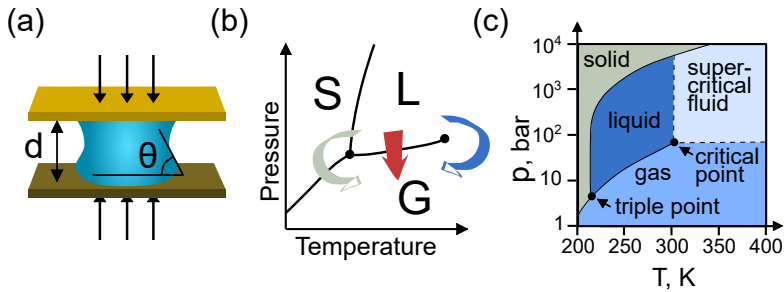 (a)
d
θ
(b)
Pressure
S
L
G
Temperature
(c)
p, bar
10⁴
10³
10²
10
1
solid
super-
critical
fluid
liquid
gas
critical
point
triple point
200
250
300
350
400
T, K